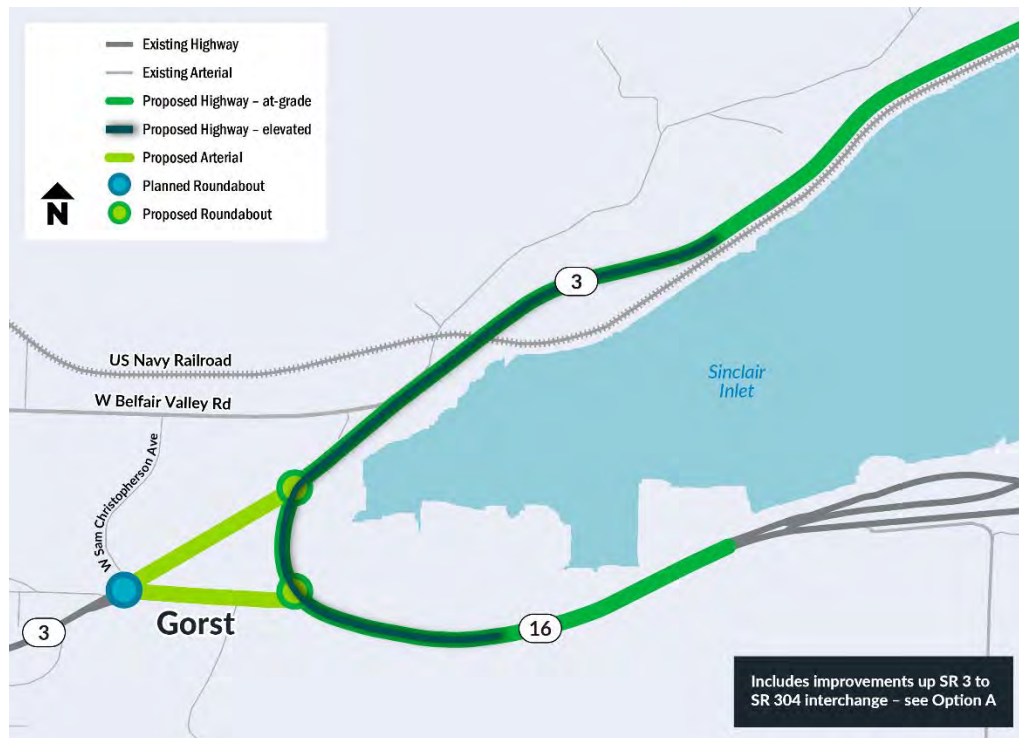 Existing Highway
Existing Arterial
Proposed Highway – at-grade
Proposed Highway – elevated
Proposed Arterial
Planned Roundabout
Proposed Roundabout
N
3
US Navy Railroad
W Belfair Valley Rd
Sinclair
Inlet
W Sam Christopherson Ave
Gorst
3
16
Includes improvements up SR 3 to
SR 304 interchange – see Option A